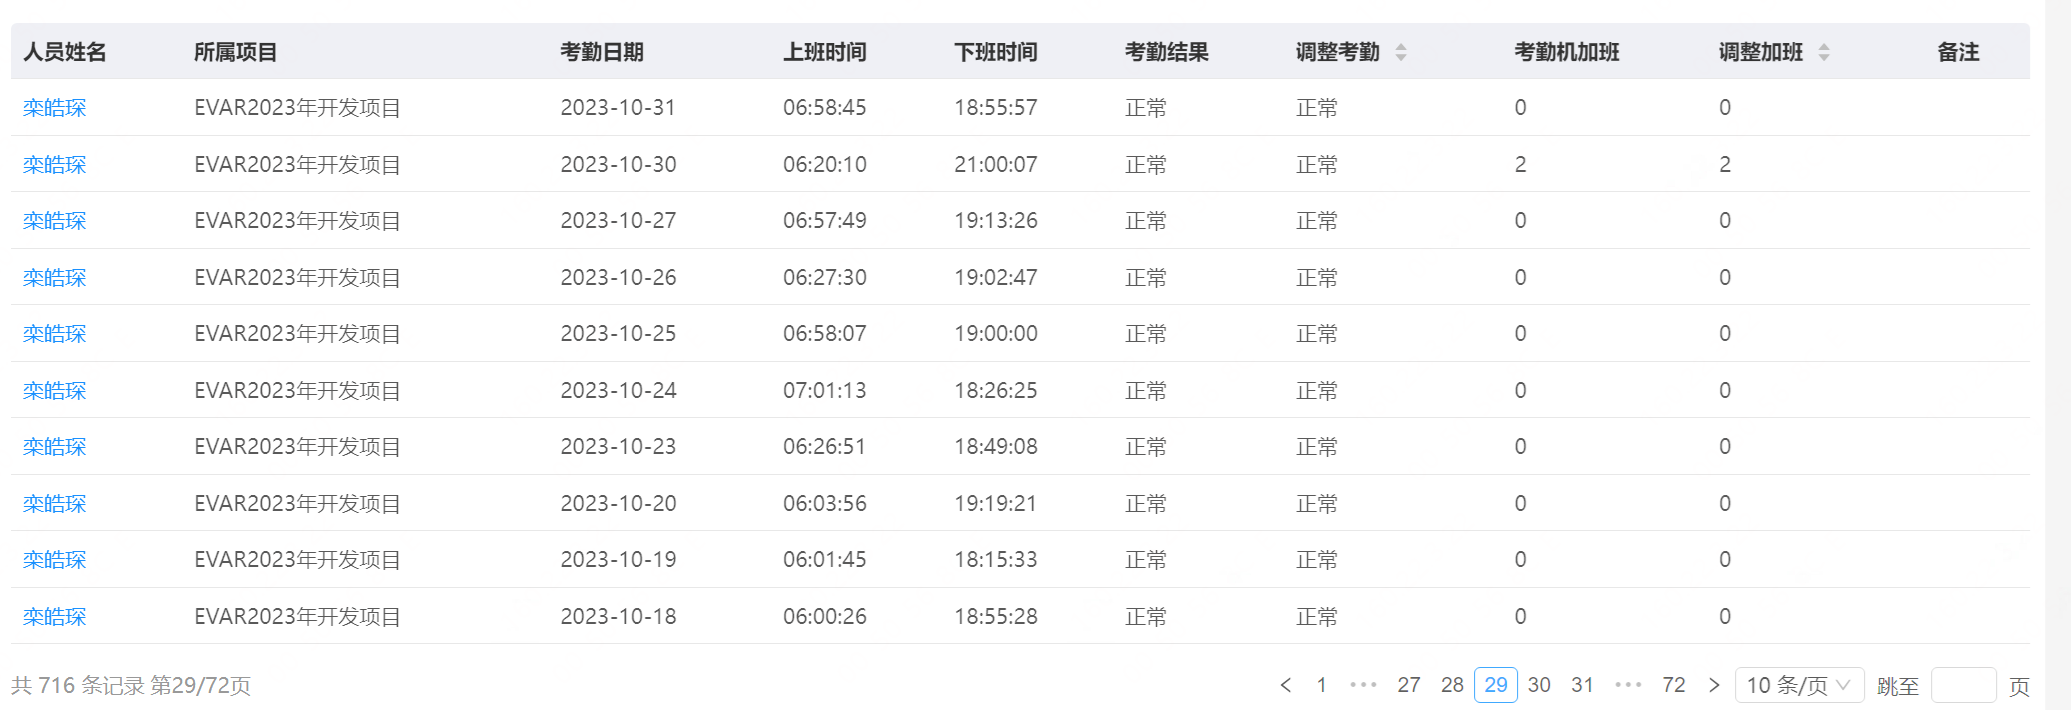 人员姓名 所属项目 考勤日期 上班时间 下班时间 考勤结果 调整考勤 考勤机加班 调整加班 备注
栾皓琛 EVAR2023年开发项目 2023-10-31 06:58:45 18:55:57 正常 正常 0 0
栾皓琛 EVAR2023年开发项目 2023-10-30 06:20:10 21:00:07 正常 正常 2 2
栾皓琛 EVAR2023年开发项目 2023-10-27 06:57:49 19:13:26 正常 正常 0 0
栾皓琛 EVAR2023年开发项目 2023-10-26 06:27:30 19:02:47 正常 正常 0 0
栾皓琛 EVAR2023年开发项目 2023-10-25 06:58:07 19:00:00 正常 正常 0 0
栾皓琛 EVAR2023年开发项目 2023-10-24 07:01:13 18:26:25 正常 正常 0 0
栾皓琛 EVAR2023年开发项目 2023-10-23 06:26:51 18:49:08 正常 正常 0 0
栾皓琛 EVAR2023年开发项目 2023-10-20 06:03:56 19:19:21 正常 正常 0 0
栾皓琛 EVAR2023年开发项目 2023-10-19 06:01:45 18:15:33 正常 正常 0 0
栾皓琛 EVAR2023年开发项目 2023-10-18 06:00:26 18:55:28 正常 正常 0 0
共 716 条记录 第29/72页 1 ••• 27 28 29 30 31 ••• 72 10 条/页 跳至 页